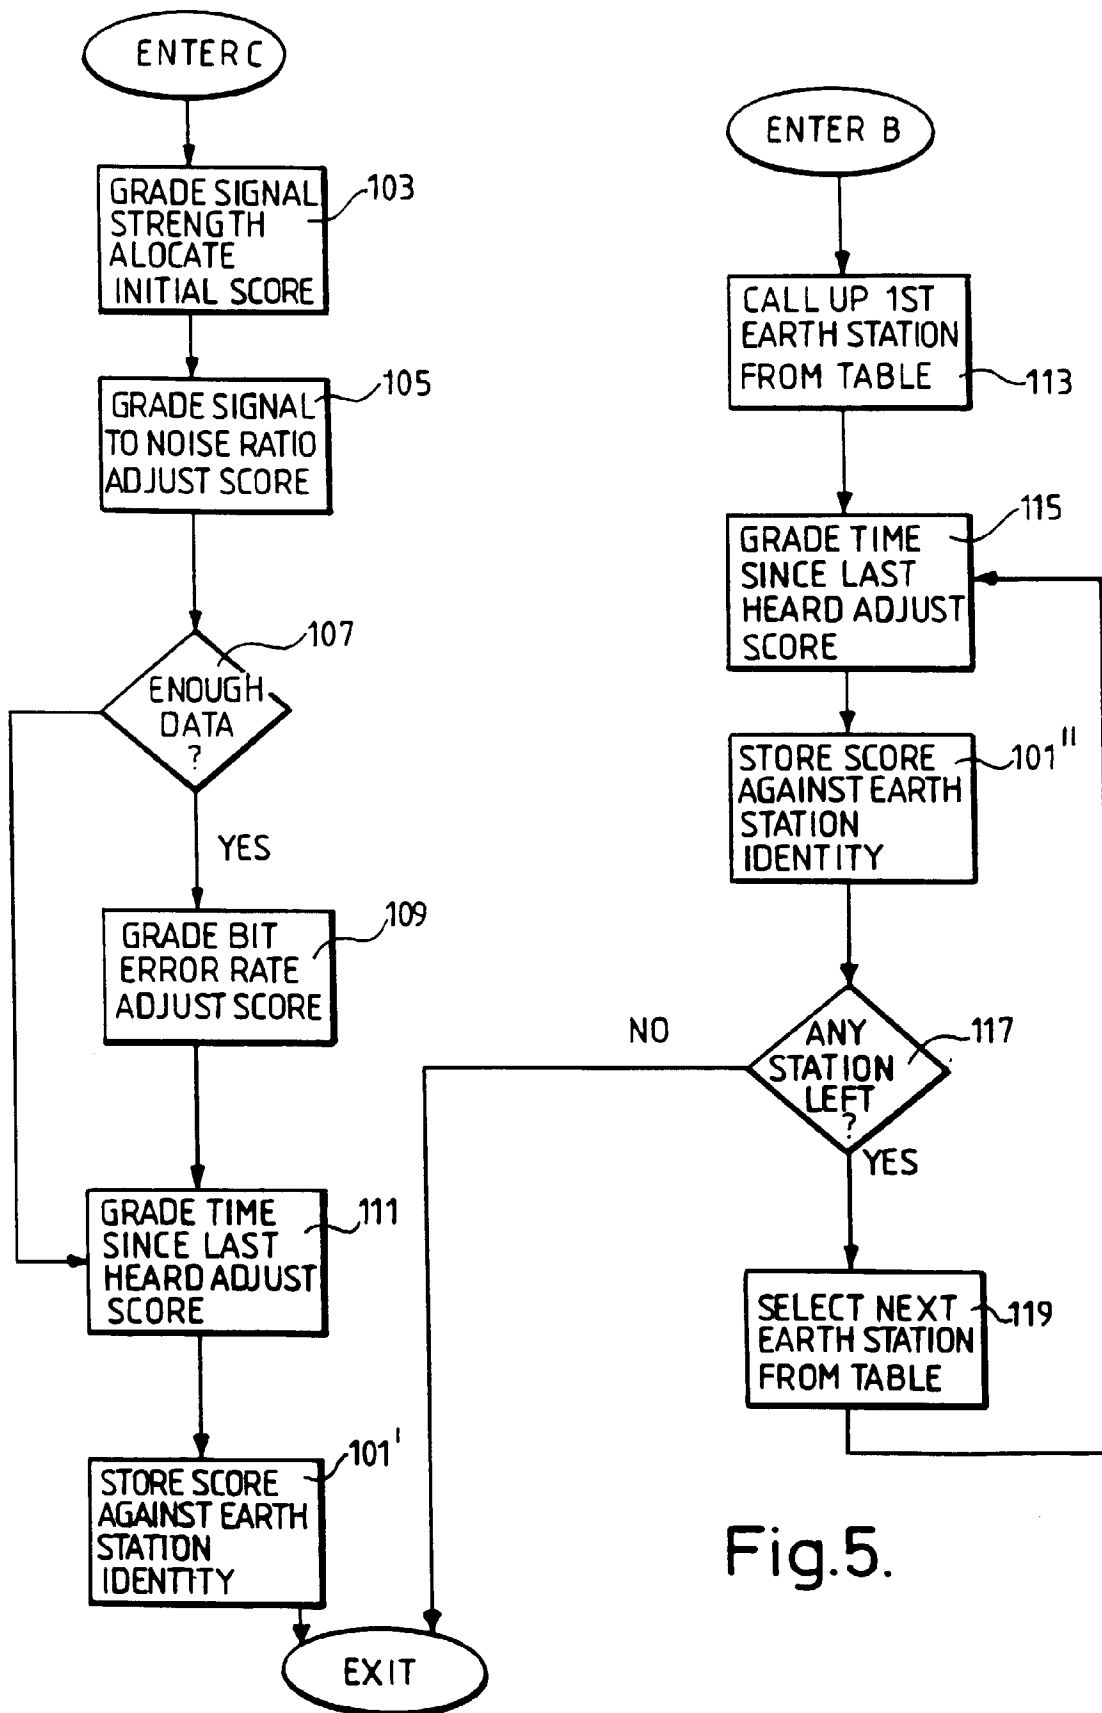 ENTER C
GRADE SIGNAL
STRENGTH
ALOCATE
INITIAL SCORE
103
GRADE SIGNAL
TO NOISE RATIO
ADJUST SCORE
105
ENOUGH
DATA
?
107
YES
GRADE BIT
ERROR RATE
ADJUST SCORE
109
GRADE TIME
SINCE LAST
HEARD ADJUST
SCORE
111
STORE SCORE
AGAINST EARTH
STATION
IDENTITY
101'
EXIT
ENTER B
CALL UP 1ST
EARTH STATION
FROM TABLE
113
GRADE TIME
SINCE LAST
HEARD ADJUST
SCORE
115
STORE SCORE
AGAINST EARTH
STATION
IDENTITY
101"
ANY
STATION
LEFT
?
117
NO
YES
SELECT NEXT
EARTH STATION
FROM TABLE
119
Fig.5.